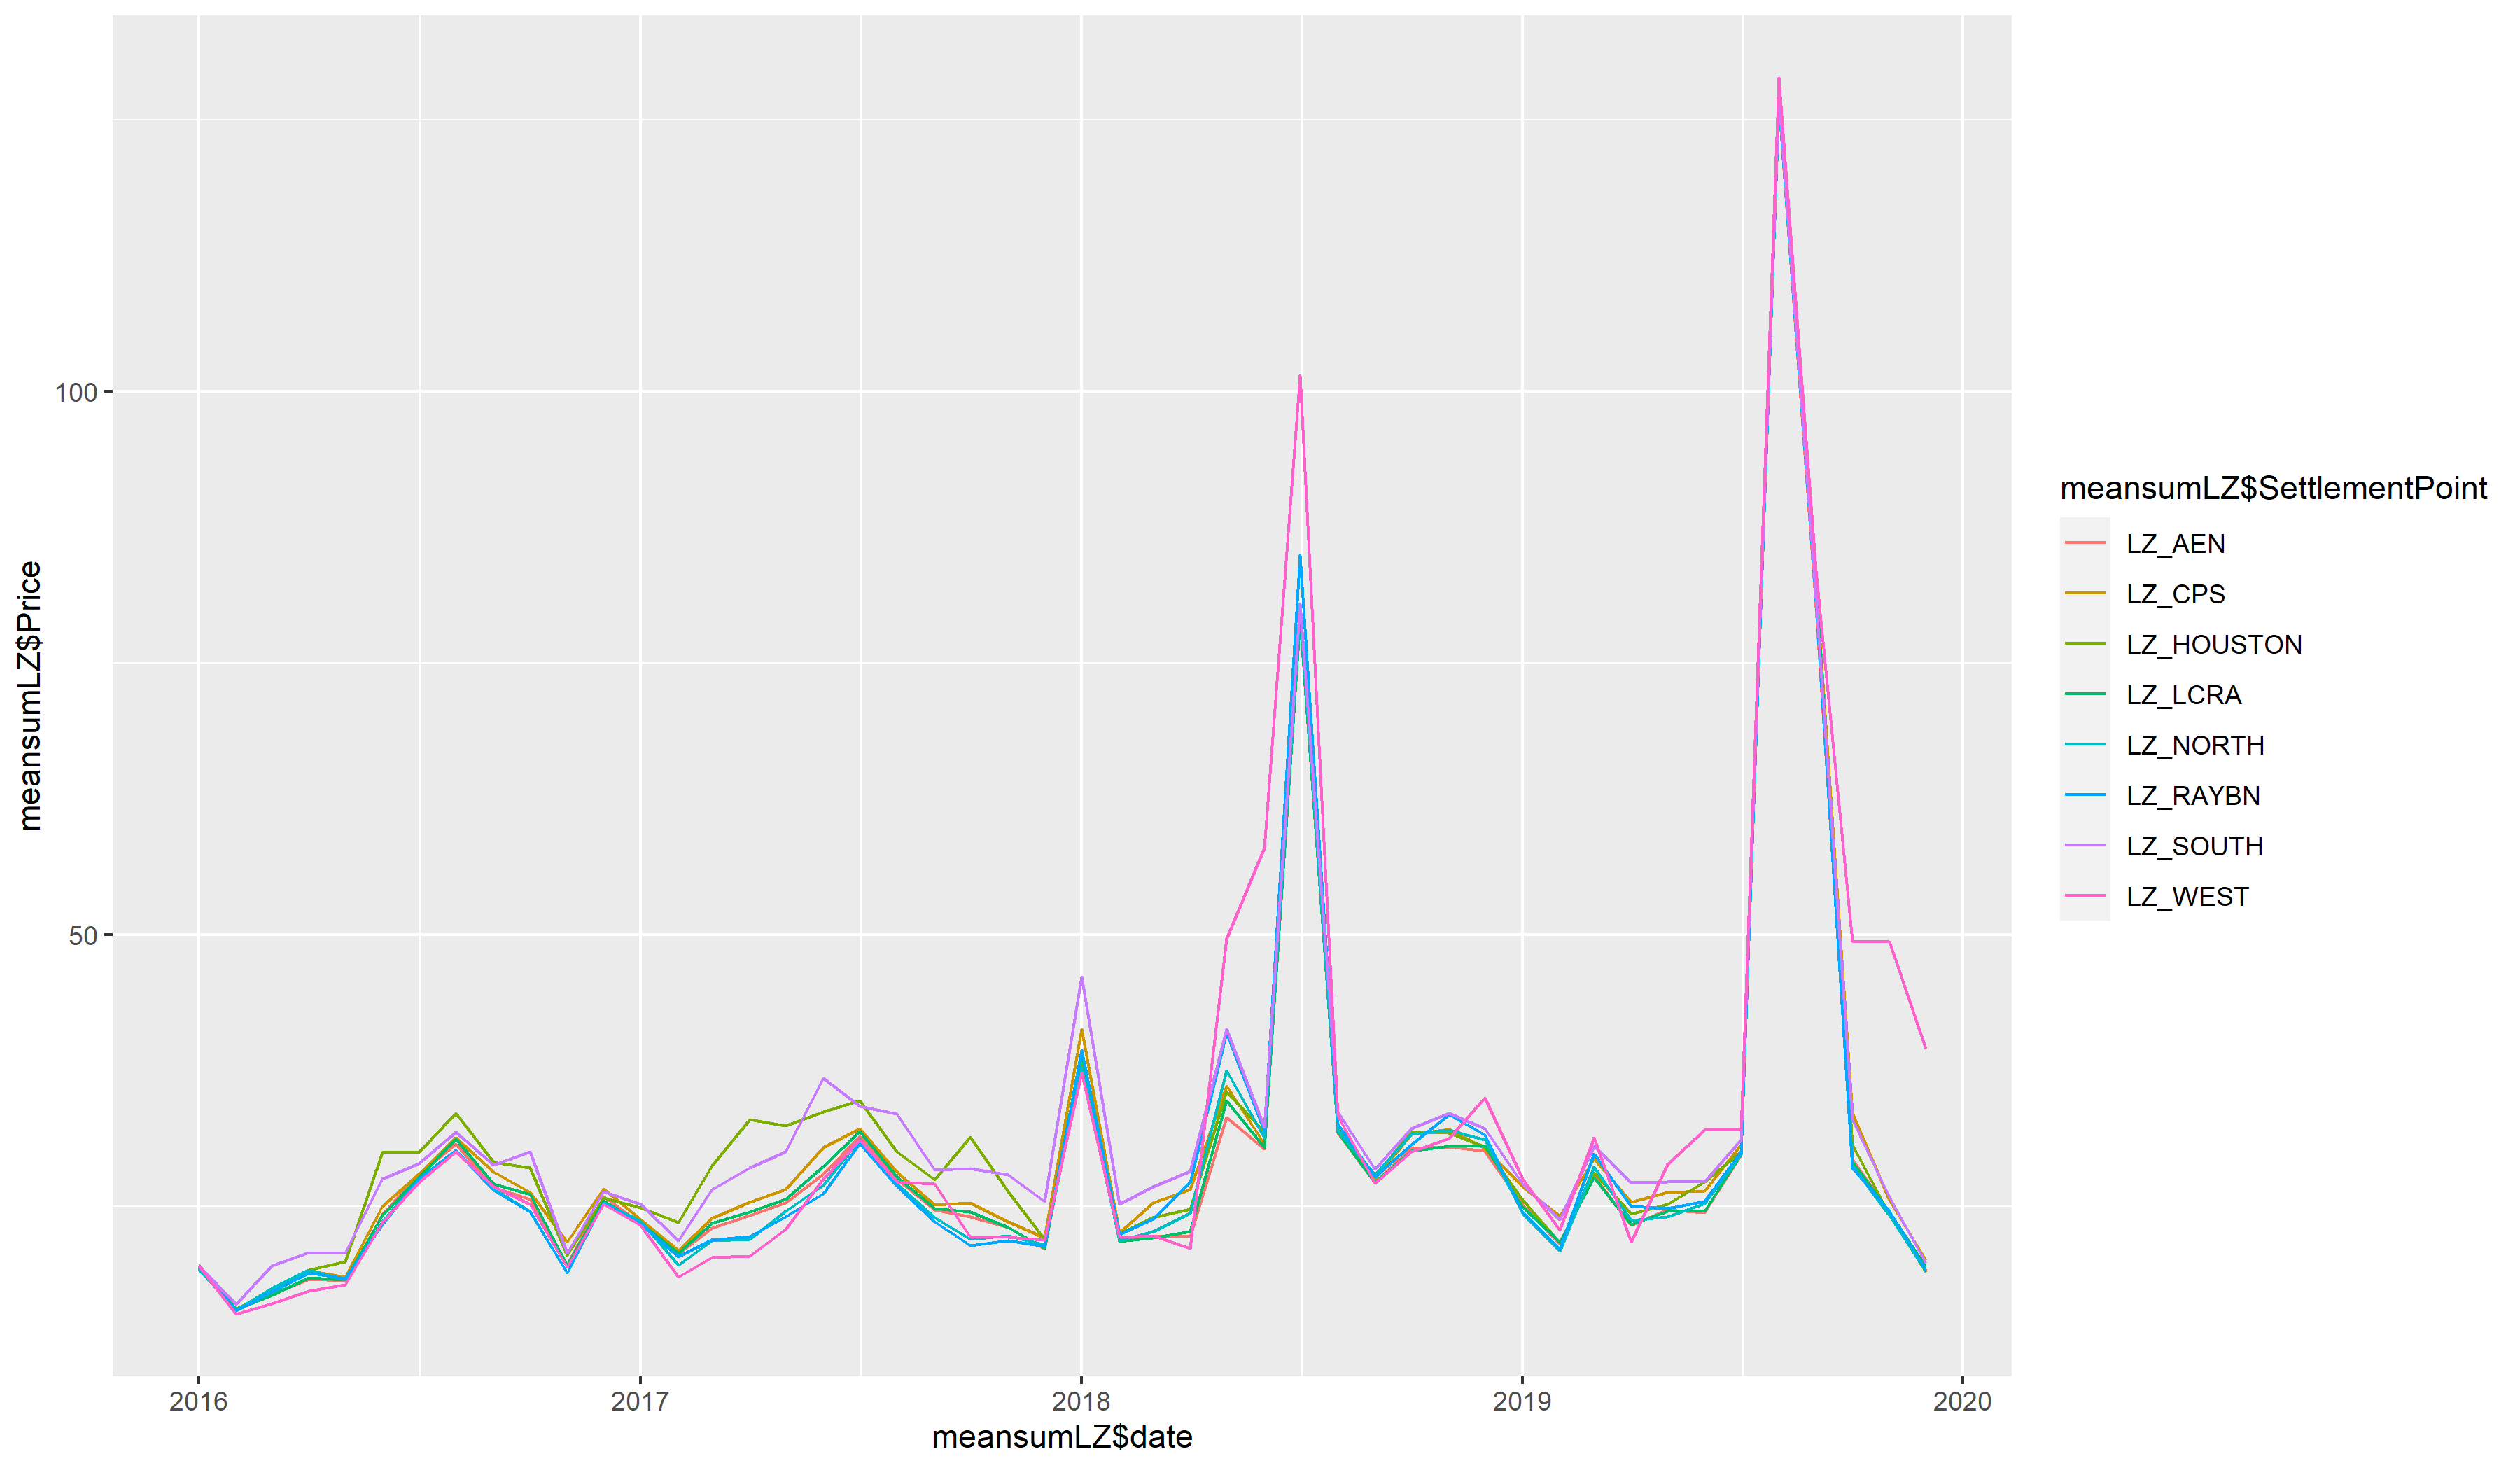 meansumLZ$Price
100
50
2016
2017
2018
2019
2020
meansumLZ$date
meansumLZ$SettlementPoint
LZ_AEN
LZ_CPS
LZ_HOUSTON
LZ_LCRA
LZ_NORTH
LZ_RAYBN
LZ_SOUTH
LZ_WEST